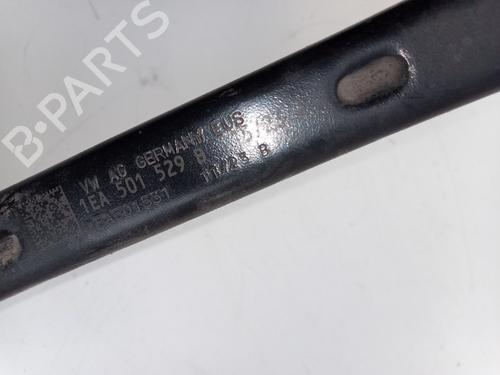 B-PARTS
VW AG GERMANY EUS
1EA 501 529 B
11/23 B